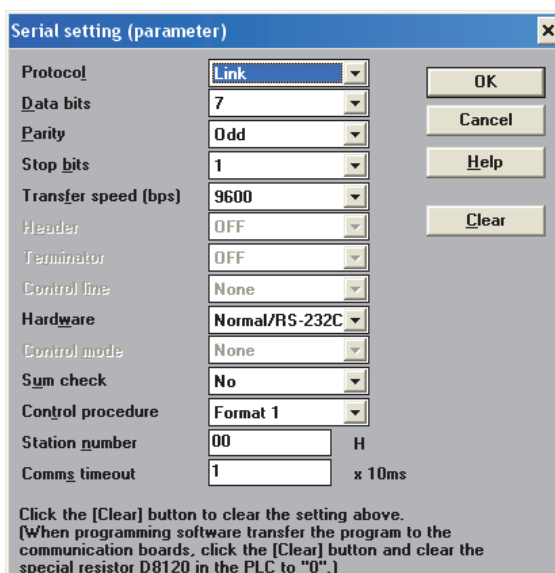 Serial setting (parameter)
Protocol Link
OK
Data bits 7
Cancel
Parity Odd
Stop bits 1
Help
Transfer speed (bps) 9600
Header OFF
Clear
Terminator OFF
Control line None
Hardware Normal/RS-232C
Control mode None
Sum check No
Control procedure Format 1
Station number 00 H
Comms timeout 1 x 10ms
Click the [Clear] button to clear the setting above.
(When programming software transfer the program to the
communication boards, click the [Clear] button and clear the
special resistor D8120 in the PLC to "0".)